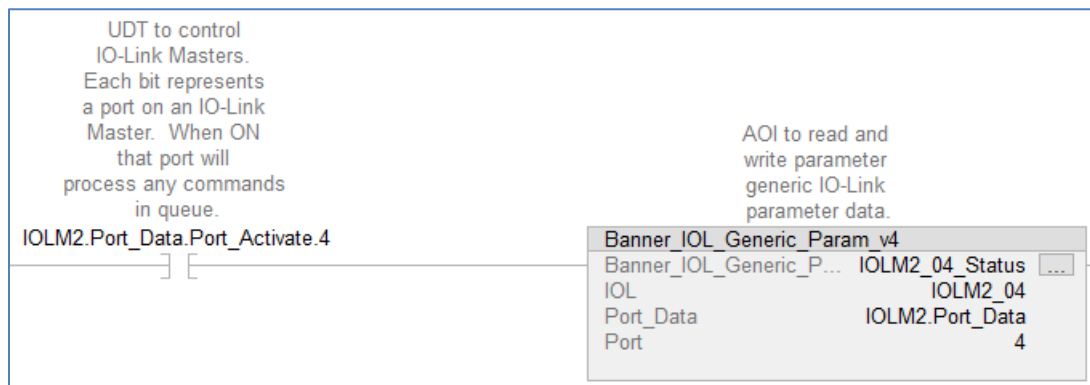 UDT to control
IO-Link Masters.
Each bit represents
a port on an IO-Link
Master.  When ON
that port will
process any commands
in queue.
IOLM2.Port_Data.Port_Activate.4
AOI to read and
write parameter
generic IO-Link
parameter data.
Banner_IOL_Generic_Param_v4
Banner_IOL_Generic_P... IOLM2_04_Status ...
IOL IOLM2_04
Port_Data IOLM2.Port_Data
Port 4